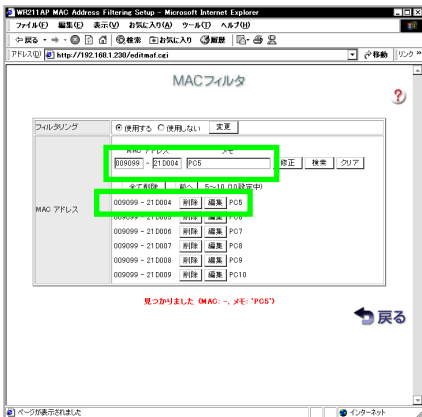 WR211AP MAC Address Filtering Setup - Microsoft Internet Explorer
ファイル(F) 編集(E) 表示(V) お気に入り(A) ツール(T) ヘルプ(H)
戻る 検索 お気に入り 履歴
アドレス(D) http://192.168.1.230/editmaf.cgi 移動 リンク »
MACフィルタ
?
フィルタリング 使用する 使用しない 変更
MAC アドレス メモ
009099 - 21D004 PC5 修正 検索 クリア
全て削除 前へ 5~10 (10設定中)
MAC アドレス
009099 - 21D004 削除 編集 PC5
009099 - 21D005 削除 編集 PC6
009099 - 21D006 削除 編集 PC7
009099 - 21D007 削除 編集 PC8
009099 - 21D008 削除 編集 PC9
009099 - 21D009 削除 編集 PC10
見つかりました (MAC: -, メモ: "PC5")
戻る
ページが表示されました インターネット